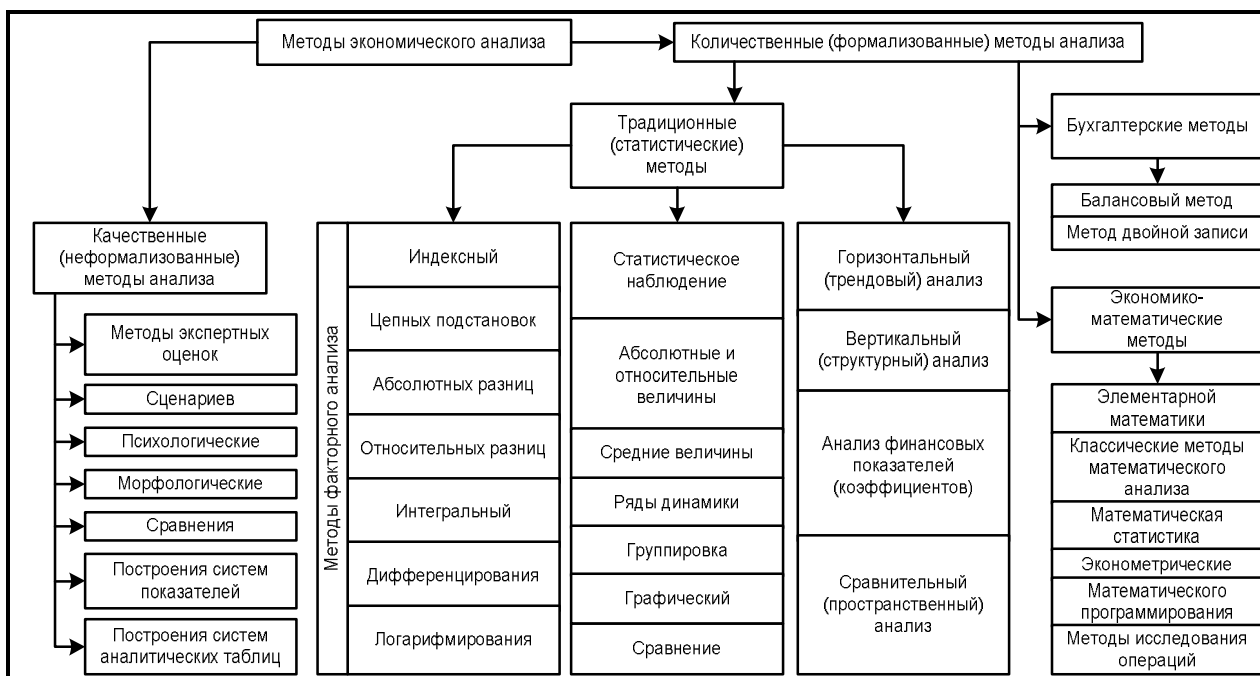 Методы экономического анализа
Количественные (формализованные) методы анализа
Традиционные
(статистические)
методы
Бухгалтерские методы
Балансовый метод
Метод двойной записи
Качественные
(неформализованные)
методы анализа
Методы экспертных
оценок
Сценариев
Психологические
Морфологические
Сравнения
Построения систем
показателей
Построения систем
аналитических таблиц
Методы факторного анализа
Индексный
Цепных подстановок
Абсолютных разниц
Относительных разниц
Интегральный
Дифференцирования
Логарифмирования
Статистическое
наблюдение
Абсолютные и
относительные
величины
Средние величины
Ряды динамики
Группировка
Графический
Сравнение
Горизонтальный
(трендовый) анализ
Вертикальный
(структурный) анализ
Анализ финансовых
показателей
(коэффициентов)
Сравнительный
(пространственный)
анализ
Экономико-
математические
методы
Элементарной
математики
Классические методы
математического
анализа
Математическая
статистика
Эконометрические
Математического
программирования
Методы исследования
операций